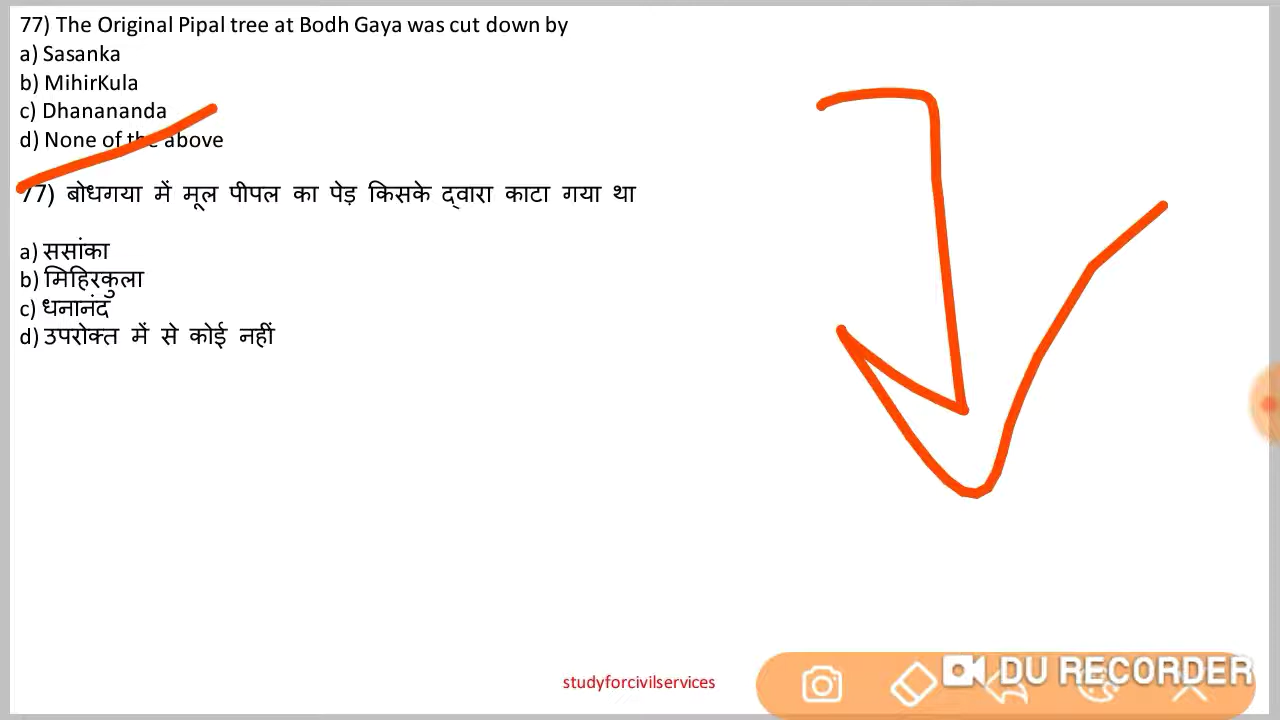 77) The Original Pipal tree at Bodh Gaya was cut down by
a) Sasanka
b) MihirKula
c) Dhanananda
d) None of the above
77) बोधगया में मूल पीपल का पेड़ किसके द्वारा काटा गया था
a) ससांका
b) मिहिरकुला
c) धनानंद
d) उपरोक्त में से कोई नहीं
studyforcivilservices
DU RECORDER